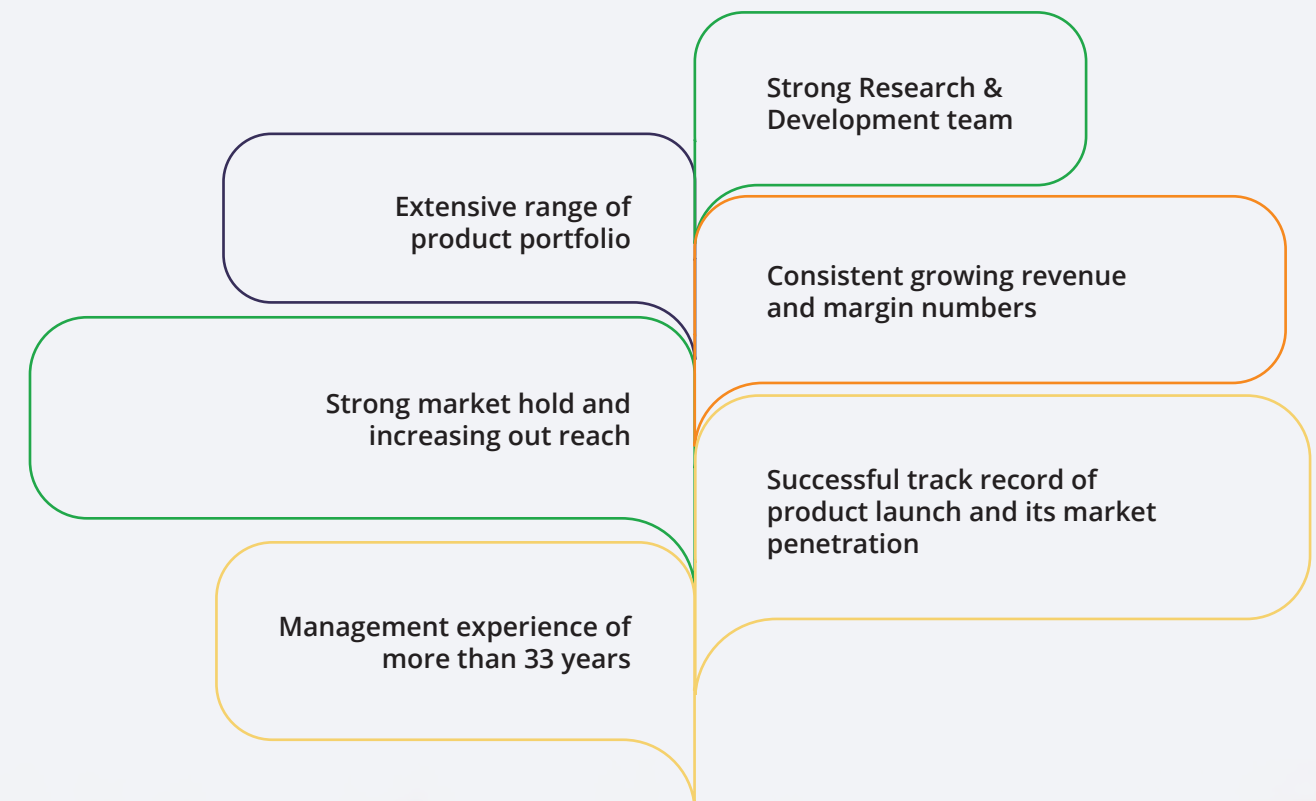 Strong Research &
Development team
Extensive range of
product portfolio
Consistent growing revenue
and margin numbers
Strong market hold and
increasing out reach
Successful track record of
product launch and its market
penetration
Management experience of
more than 33 years